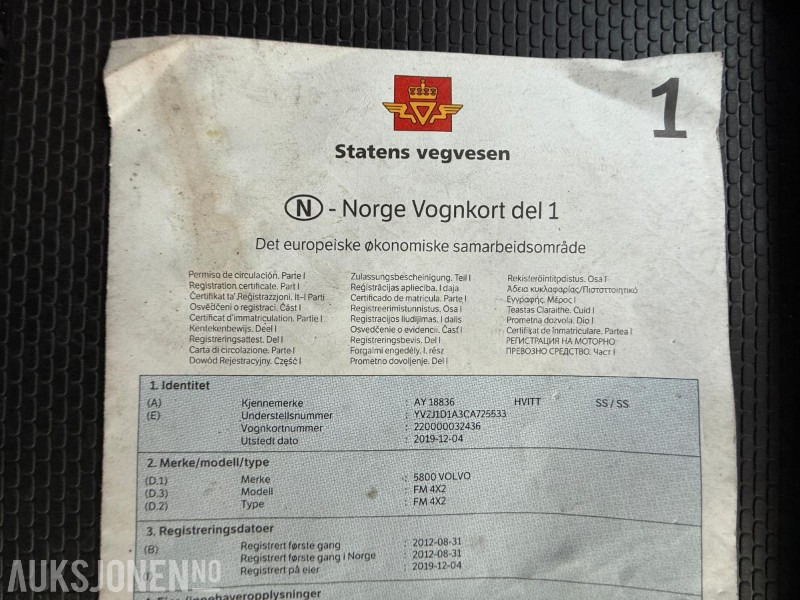 1
Statens vegvesen
N - Norge Vognkort del 1
Det europeiske økonomiske samarbeidsområde
Permiso de circulación. Parte I
Registration certificate. Part I
Ċertifikat ta' Reġistrazzjoni. It-I Parti
Osvědčení o registraci. Část I
Certificat d'immatriculation. Partie I
Kentekenbewijs. Deel I
Registreringsattest. Del I
Carta di circolazione. Parte I
Dowód Rejestracyjny. Część I
Zulassungsbescheinigung. Teil I
Reģistrācijas apliecība. I daļa
Certificado de matrícula. Parte I
Registreerimistunnistus. Osa I
Registracijos liudijimas. I dalis
Osvedčenie o evidencii. Časť I
Registreringsbevis. Del I
Forgalmi engedély. I. rész
Prometno dovoljenje. Del I
Rekisteröintitodistus. Osa I
Άδεια κυκλοφορίας/Πιστοποιητικό
Εγγραφής. Μέρος I
Teastas Claraithe. Cuid I
Prometna dozvola. Dio I
Certificat de înmatriculare. Partea I
РЕГИСТРАЦИЯ НА МОТОРНО
ПРЕВОЗНО СРЕДСТВО. Част I
1. Identitet
(A) Kjennemerke : AY 18836 HVITT SS / SS
(E) Understellsnummer : YV2J1D1A3CA725533
Vognkortnummer : 220000032436
Utstedt dato : 2019-12-04
2. Merke/modell/type
(D.1) Merke : 5800 VOLVO
(D.3) Modell : FM 4X2
(D.2) Type : FM 4X2
3. Registreringsdatoer
(B) Registrert første gang : 2012-08-31
Registrert første gang i Norge : 2012-08-31
(I) Registrert på eier : 2019-12-04
4. Eier/innehaveropplysninger
AUKSJONEN.NO